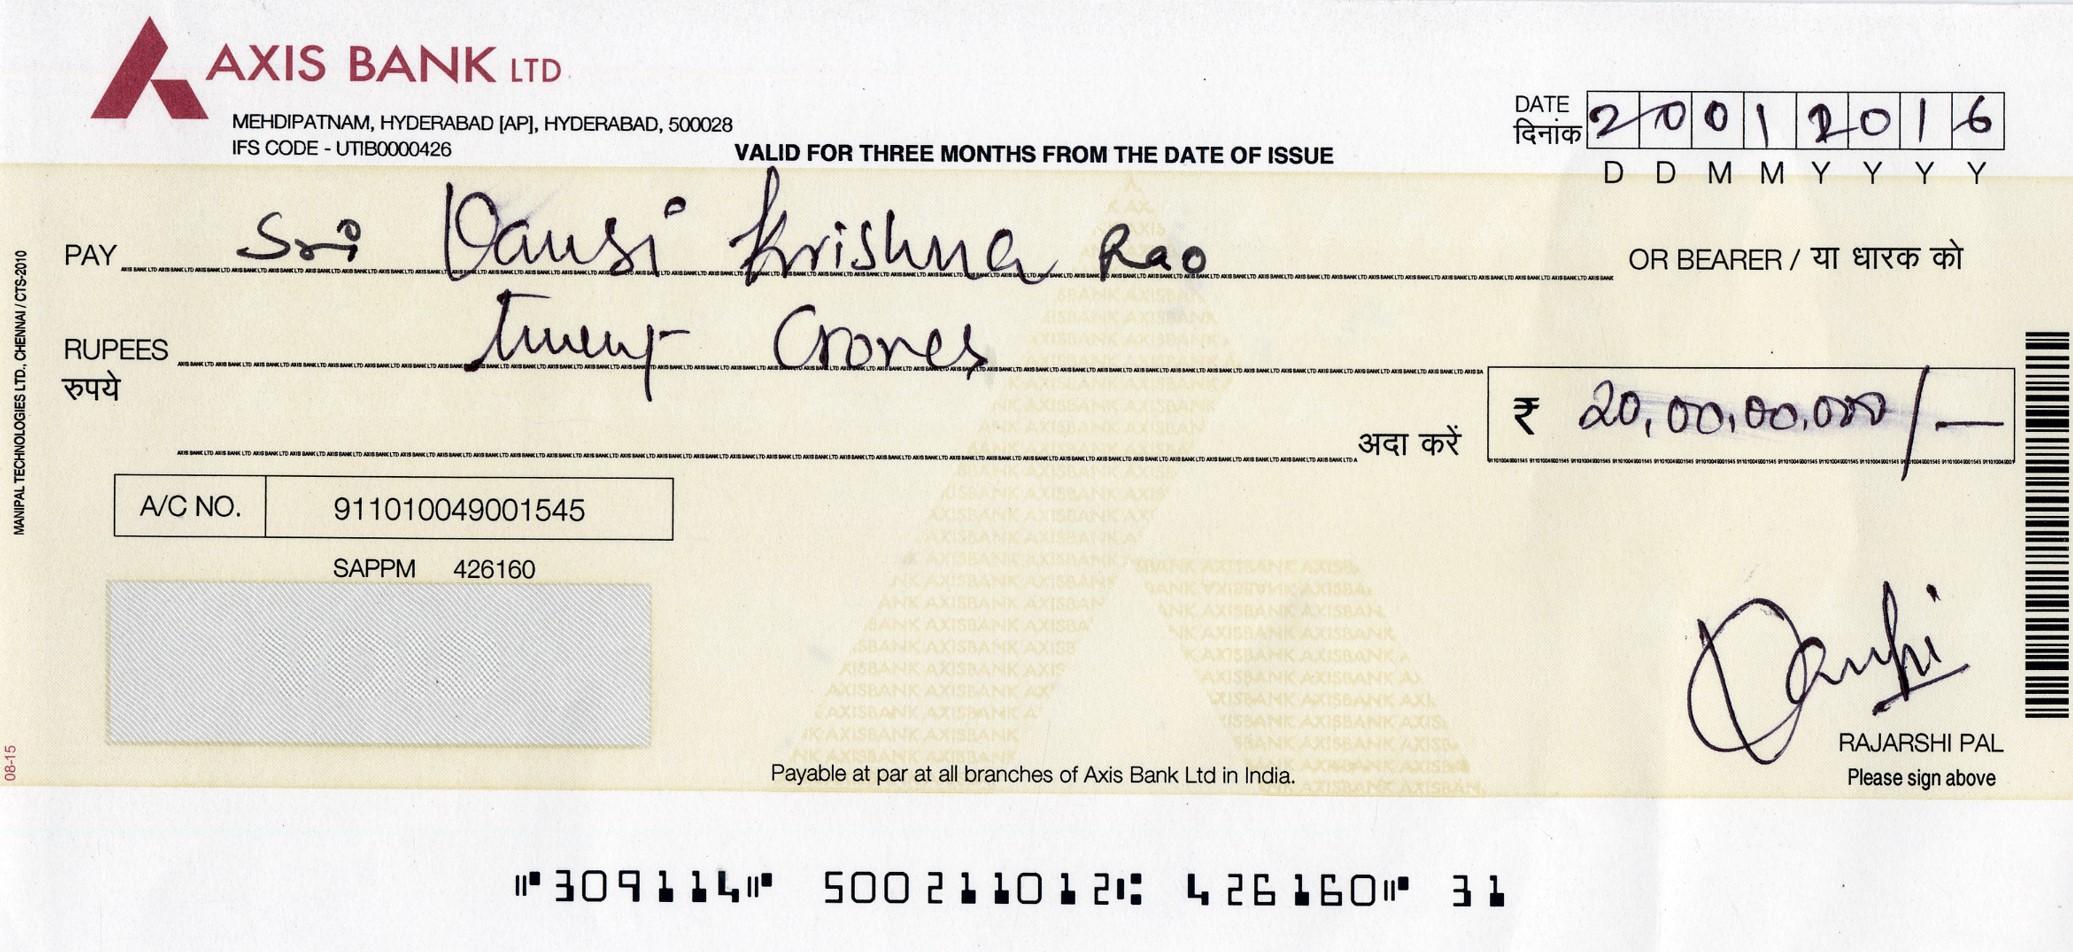 AXIS BANK LTD
MEHDIPATNAM, HYDERABAD [AP], HYDERABAD, 500028
IFS CODE - UTIB0000426
VALID FOR THREE MONTHS FROM THE DATE OF ISSUE
DATE 2 0 0 1 2 0 1 6
दिनांक
D D M M Y Y Y Y
PAY Sri Vamsi Krishna Rao OR BEARER / या धारक को
RUPEES Twenty Crores
रुपये
अदा करें ₹ 20,00,00,000/—
A/C NO. 911010049001545
SAPPM 426160
VOID
RAJARSHI PAL
Please sign above
Payable at par at all branches of Axis Bank Ltd in India.
MANIPAL TECHNOLOGIES LTD., CHENNAI / CTS-2010
08-15
⑈309114⑈ 500211012⑆ 426160⑈ 31